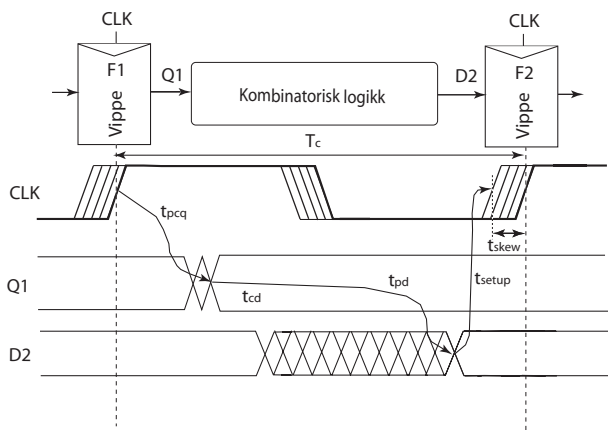 CLK
CLK
F1
Vippe
Q1
Kombinatorisk logikk
D2
F2
Vippe
Tc
CLK
tpcq
tskew
Q1
tcd
tpd
tsetup
D2